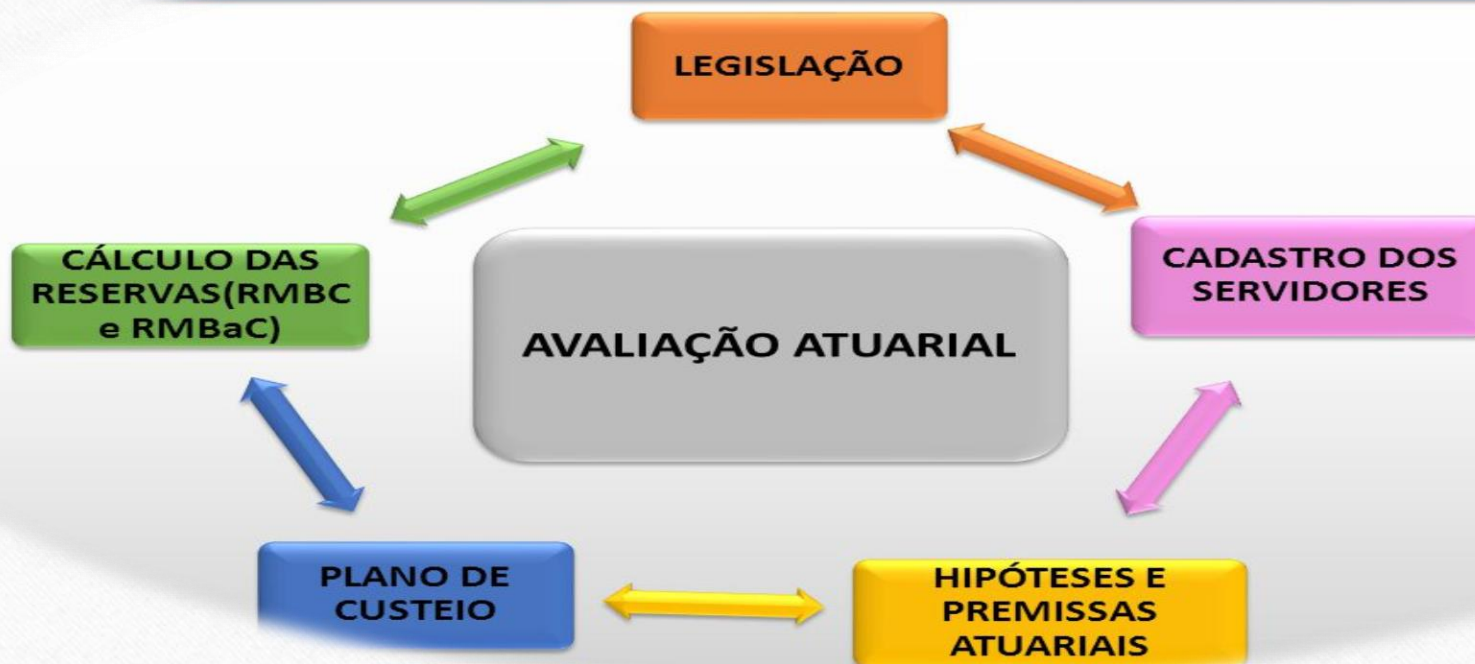 LEGISLAÇÃO
CÁLCULO DAS
RESERVAS(RMBC
e RMBaC)
CADASTRO DOS
SERVIDORES
AVALIAÇÃO ATUARIAL
PLANO DE
CUSTEIO
HIPÓTESES E
PREMISSAS
ATUARIAIS